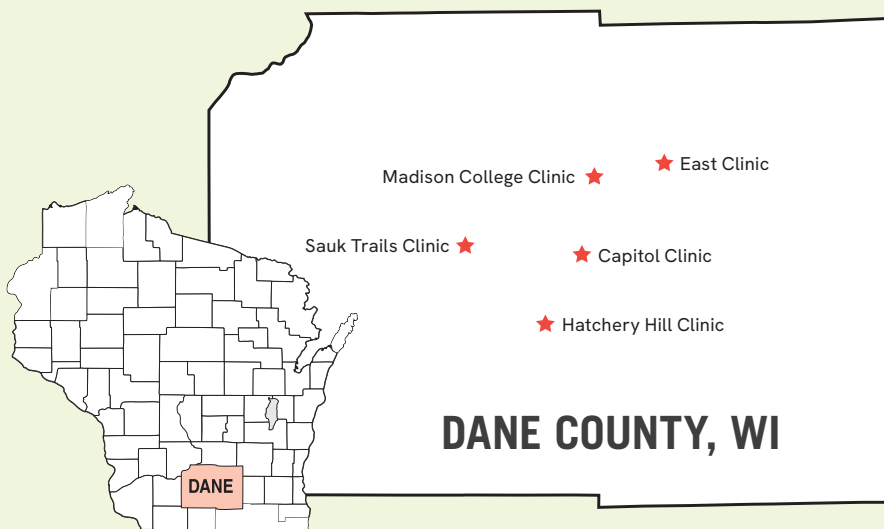 East Clinic
Madison College Clinic
Sauk Trails Clinic
Capitol Clinic
Hatchery Hill Clinic
DANE COUNTY, WI
DANE